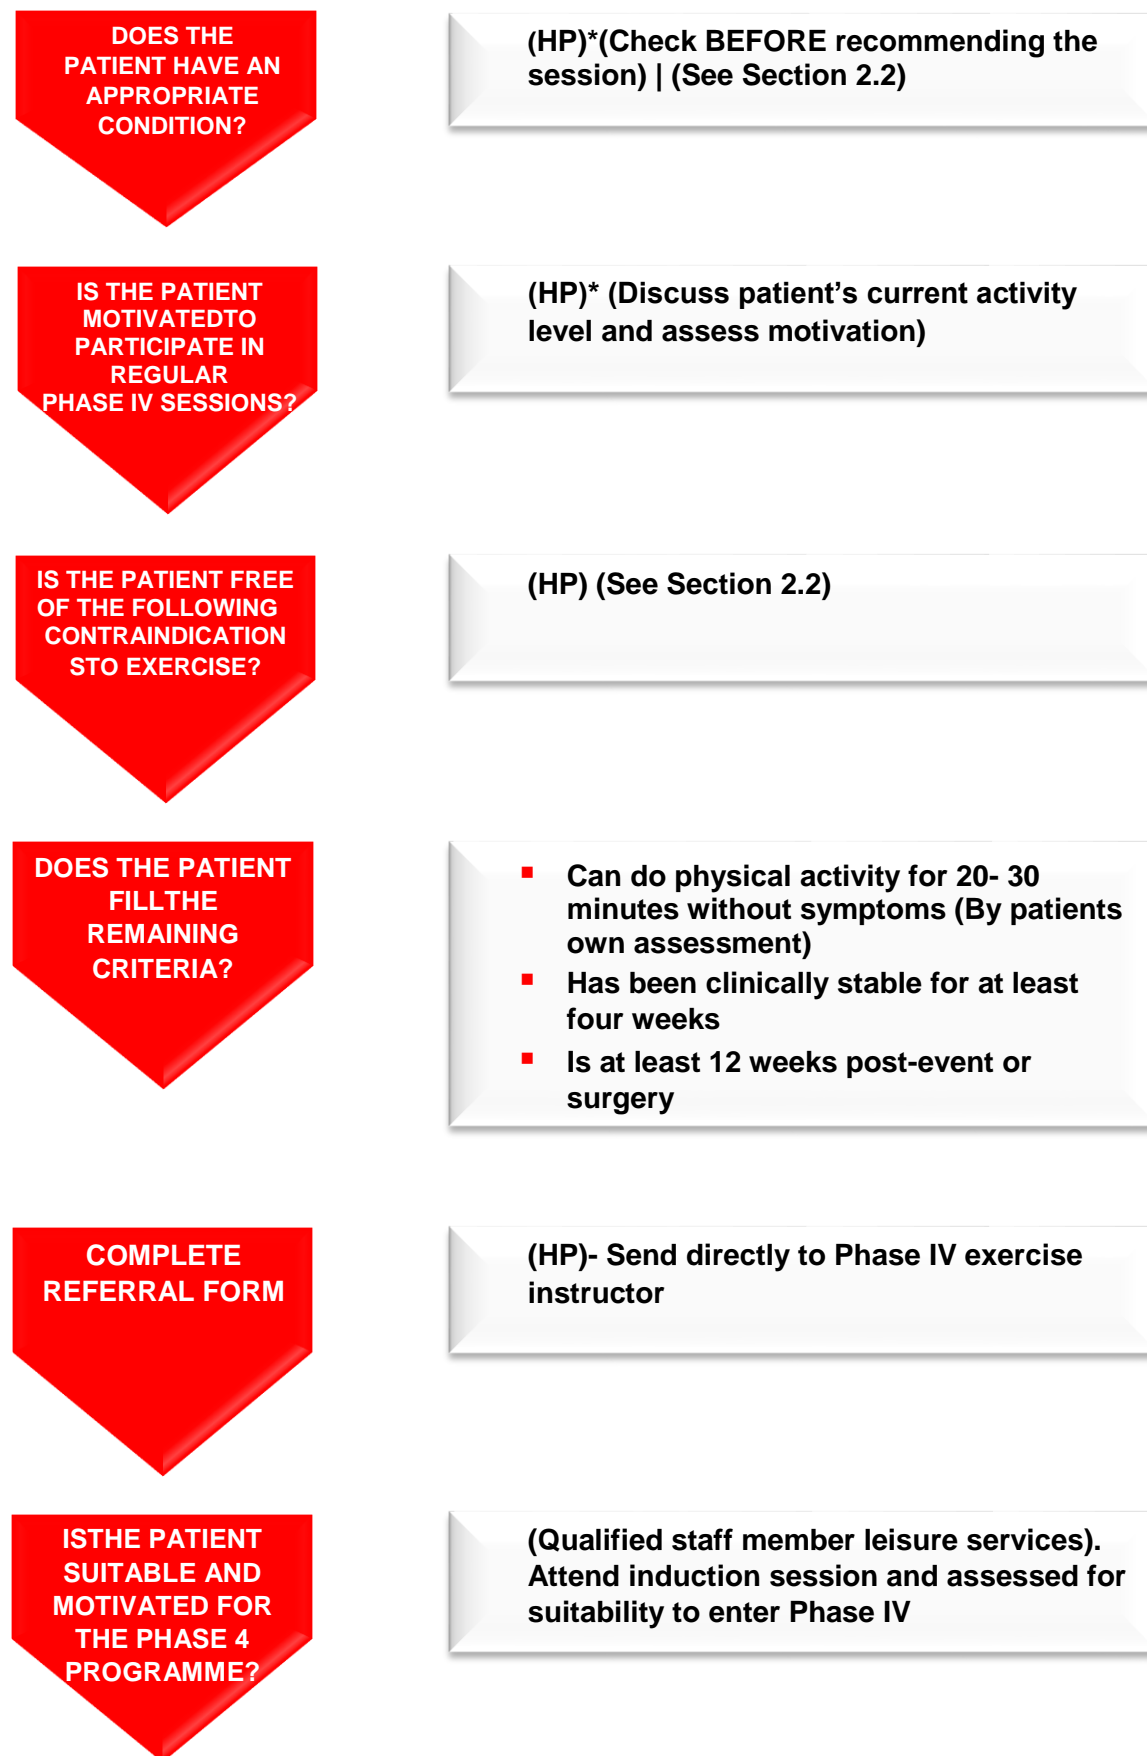 DOES THE
PATIENT HAVE AN
APPROPRIATE
CONDITION?
(HP)*(Check BEFORE recommending the
session) | (See Section 2.2)
IS THE PATIENT
MOTIVATEDTO
PARTICIPATE IN
REGULAR
PHASE IV SESSIONS?
(HP)* (Discuss patient’s current activity
level and assess motivation)
IS THE PATIENT FREE
OF THE FOLLOWING
CONTRAINDICATION
STO EXERCISE?
(HP) (See Section 2.2)
DOES THE PATIENT
FILLTHE
REMAINING
CRITERIA?
▪ Can do physical activity for 20- 30
minutes without symptoms (By patients
own assessment)
▪ Has been clinically stable for at least
four weeks
▪ Is at least 12 weeks post-event or
surgery
COMPLETE
REFERRAL FORM
(HP)- Send directly to Phase IV exercise
instructor
ISTHE PATIENT
SUITABLE AND
MOTIVATED FOR
THE PHASE 4
PROGRAMME?
(Qualified staff member leisure services).
Attend induction session and assessed for
suitability to enter Phase IV